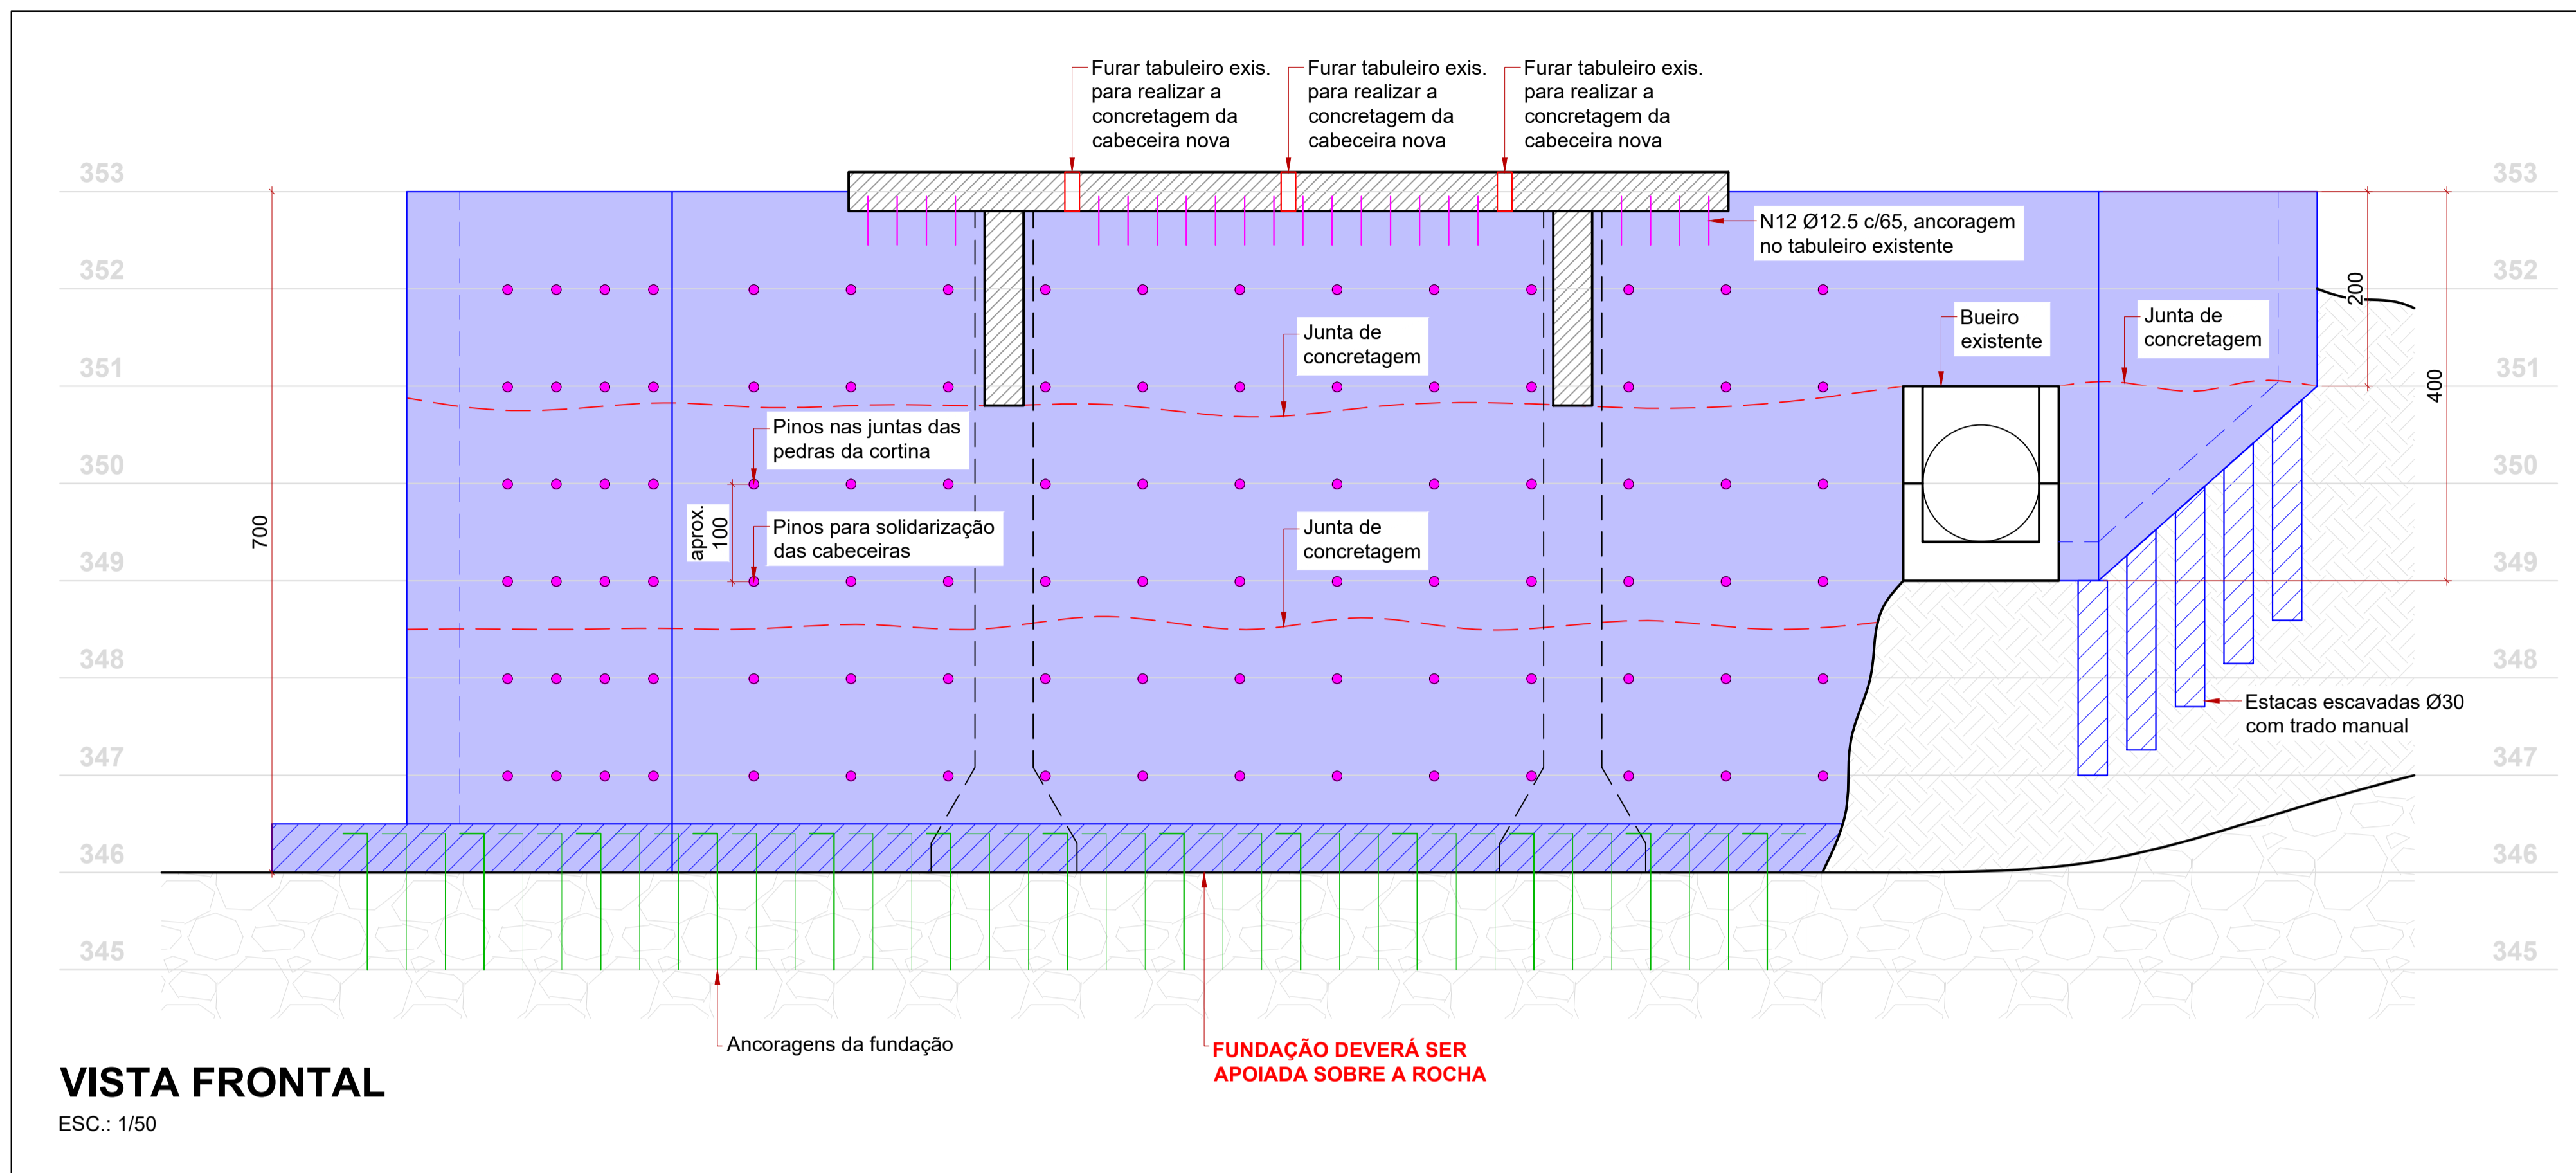 Furar tabuleiro exis.
para realizar a
concretagem da
cabeceira nova
Furar tabuleiro exis.
para realizar a
concretagem da
cabeceira nova
Furar tabuleiro exis.
para realizar a
concretagem da
cabeceira nova
353
353
N12 Ø12.5 c/65, ancoragem
no tabuleiro existente
352
352
200
Bueiro
existente
Junta de
concretagem
Junta de
concretagem
351
351
400
Pinos nas juntas das
pedras da cortina
350
350
700
aprox.
100
Pinos para solidarização
das cabeceiras
Junta de
concretagem
349
349
348
348
Estacas escavadas Ø30
com trado manual
347
347
346
346
345
345
Ancoragens da fundação
FUNDAÇÃO DEVERÁ SER
APOIADA SOBRE A ROCHA
VISTA FRONTAL
ESC.: 1/50